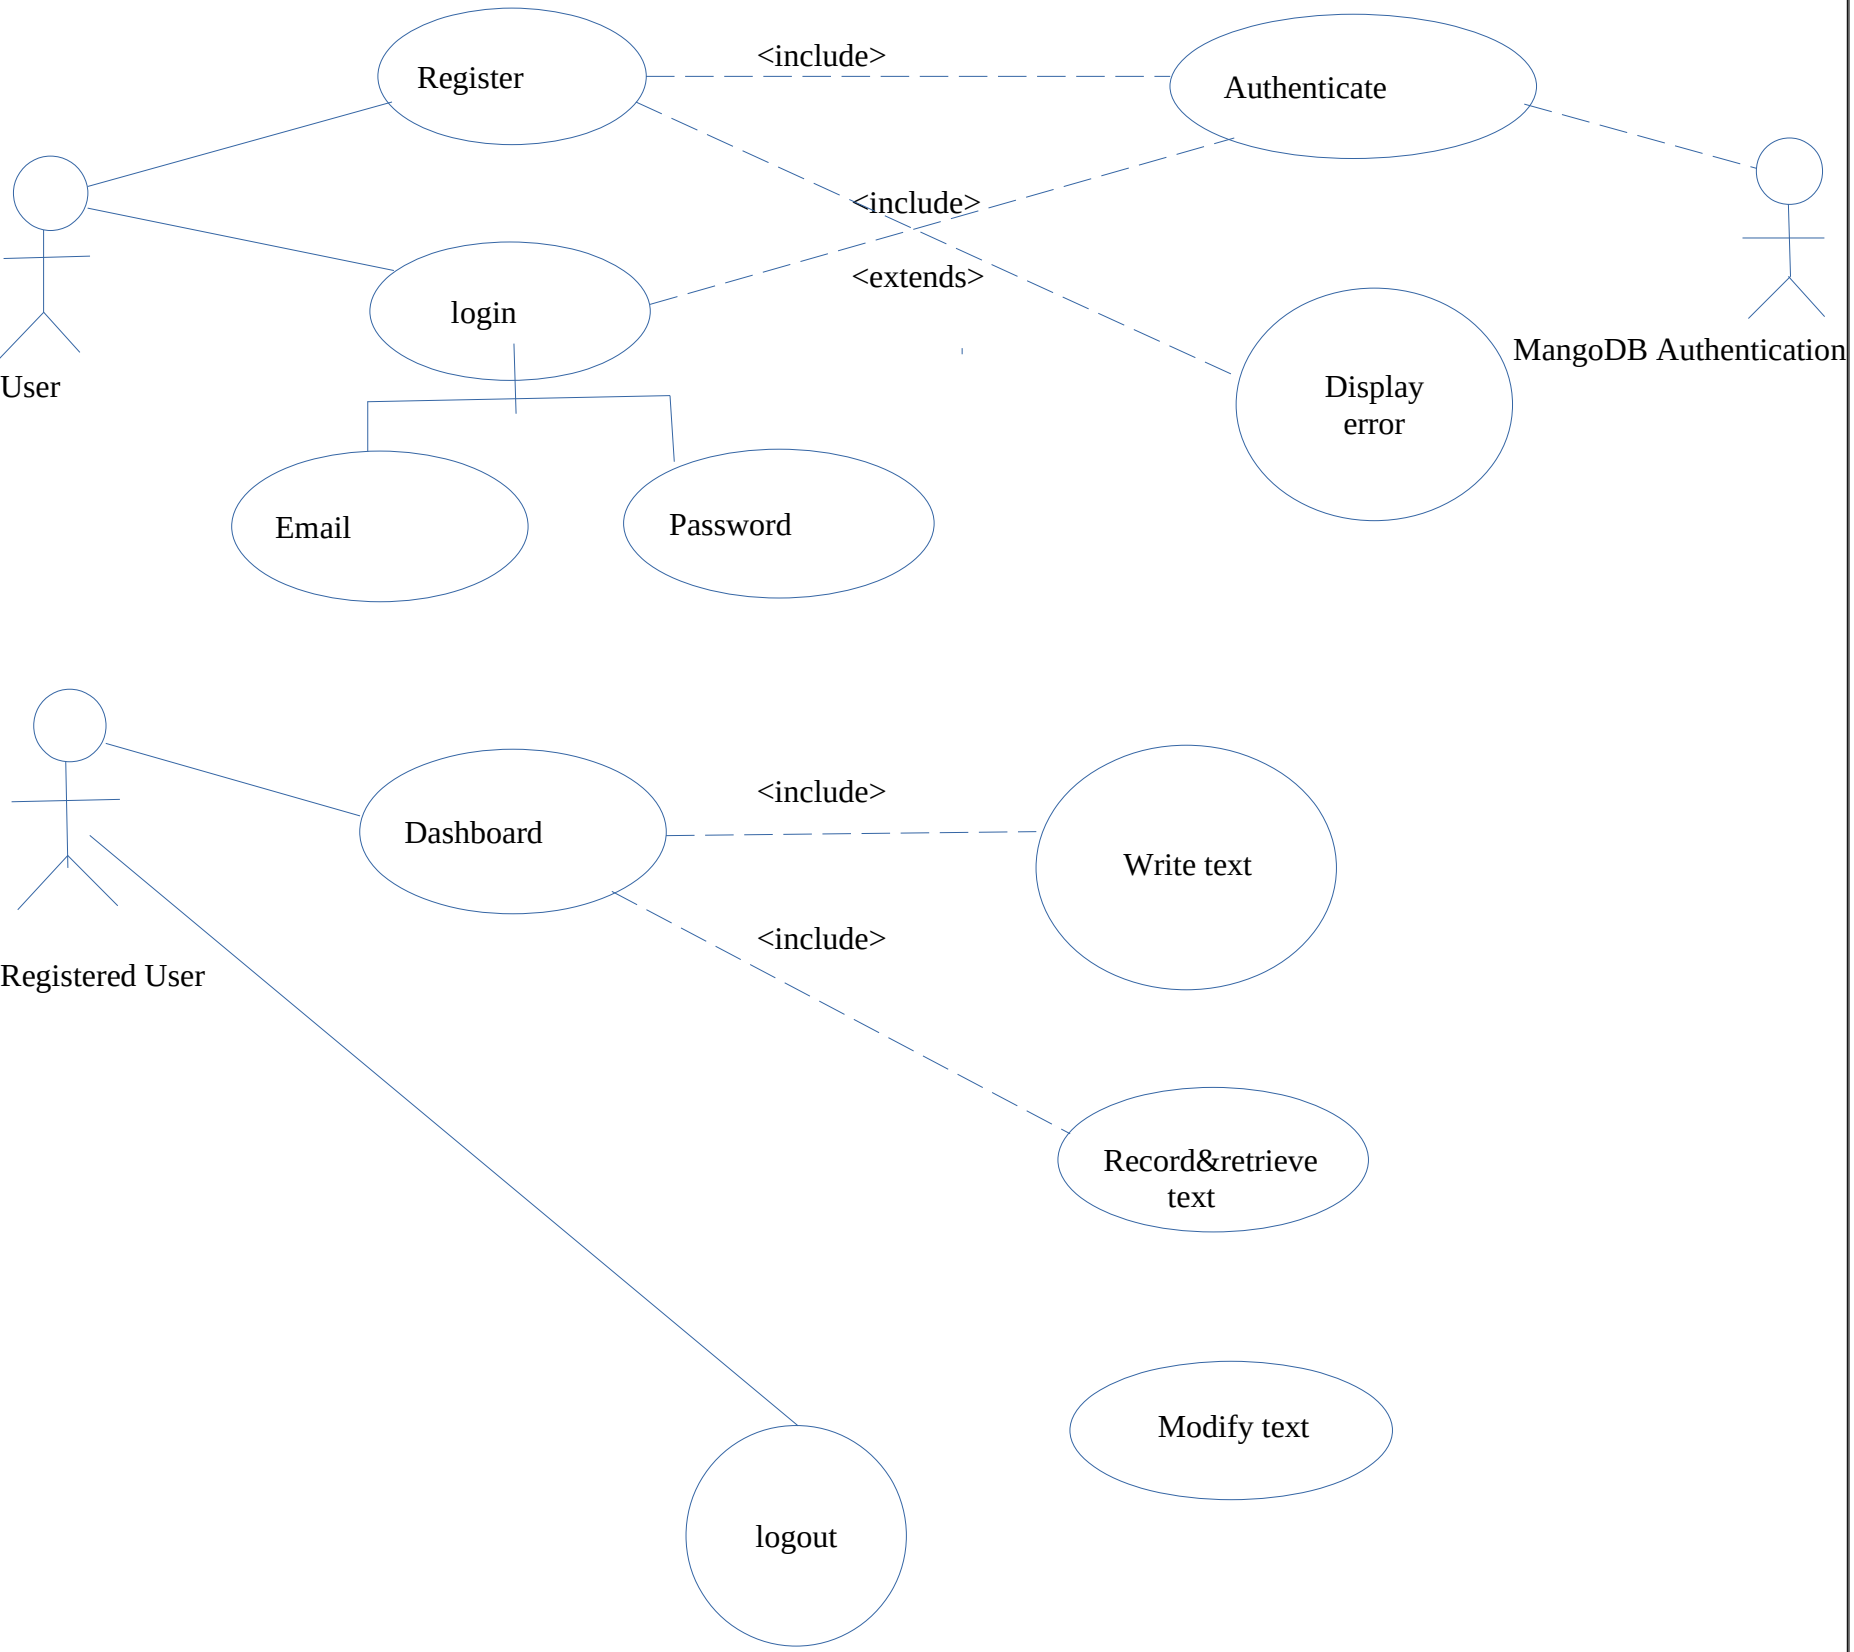 <include>
Register
Authenticate
<include>
<extends>
login
MangoDB Authentication
User
Display
error
Email
Password
<include>
Dashboard
Write text
<include>
Registered User
Record&retrieve
text
Modify text
logout